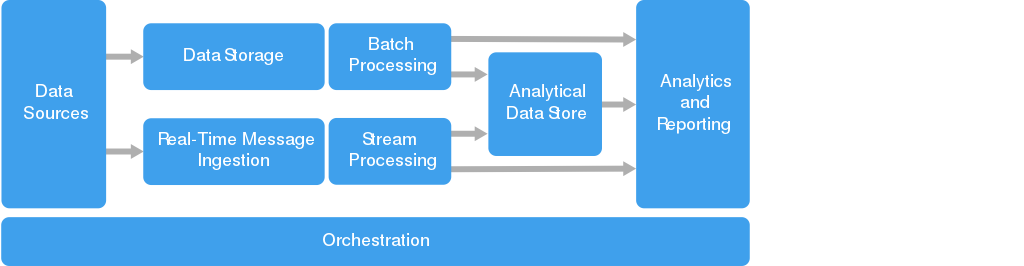 Data
Sources
Data Storage
Batch
Processing
Real-Time Message
Ingestion
Stream
Processing
Analytical
Data Store
Analytics
and
Reporting
Orchestration